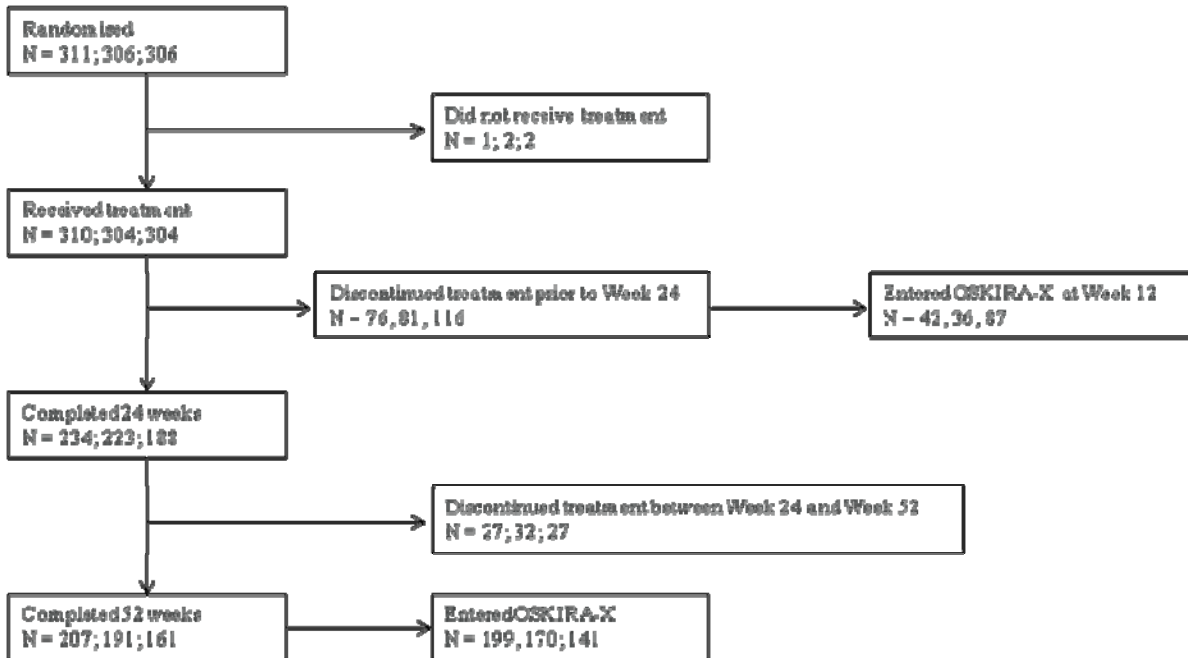 Randomised
N = 311; 306; 306
Did not receive treatment
N = 1; 2; 2
Received treatment
N = 310; 304; 304
Discontinued treatment prior to Week 24
N – 76, 81, 116
Entered OSKIRA-X at Week 12
N – 42, 36, 87
Completed 24 weeks
N = 234; 223; 188
Discontinued treatment between Week 24 and Week 52
N = 27; 32; 27
Completed 52 weeks
N = 207; 191; 161
Entered OSKIRA-X
N = 199, 170; 141